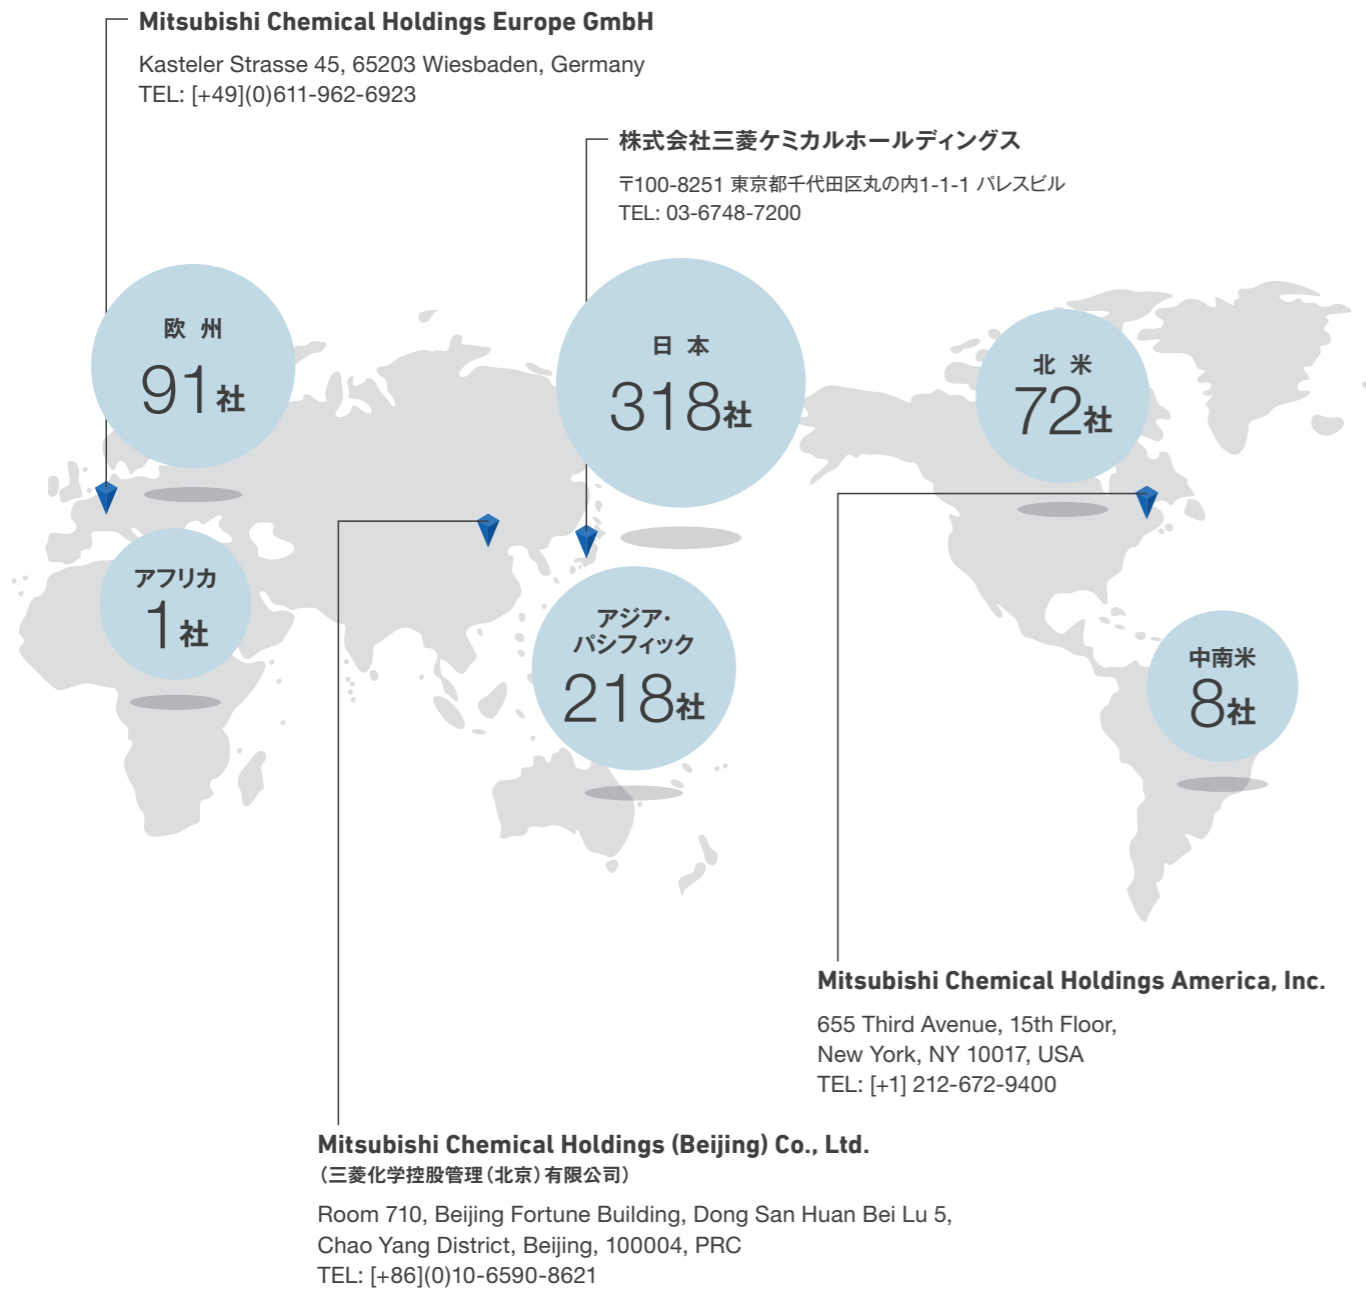 Mitsubishi Chemical Holdings Europe GmbH
Kasteler Strasse 45, 65203 Wiesbaden, Germany
TEL: [+49](0)611-962-6923
株式会社三菱ケミカルホールディングス
〒100-8251 東京都千代田区丸の内1-1-1 パレスビル
TEL: 03-6748-7200
欧 州
91社
日 本
318社
北 米
72社
アフリカ
1社
アジア・
パシフィック
218社
中南米
8社
Mitsubishi Chemical Holdings America, Inc.
655 Third Avenue, 15th Floor,
New York, NY 10017, USA
TEL: [+1] 212-672-9400
Mitsubishi Chemical Holdings (Beijing) Co., Ltd.
（三菱化学控股管理（北京）有限公司）
Room 710, Beijing Fortune Building, Dong San Huan Bei Lu 5,
Chao Yang District, Beijing, 100004, PRC
TEL: [+86](0)10-6590-8621